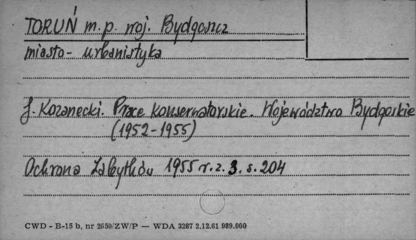 TORUŃ m.p. woj. Bydgoszcz
miasto - urbanistyka
J. Kozanecki. Prace konserwatorskie. Województwo Bydgoskie
(1952-1955)
Ochrona Zabytków 1955 r. z. 3. s. 204
CWD - B-15 b, nr 2650/ZW/P — WDA 3287 2.12.61 989.000